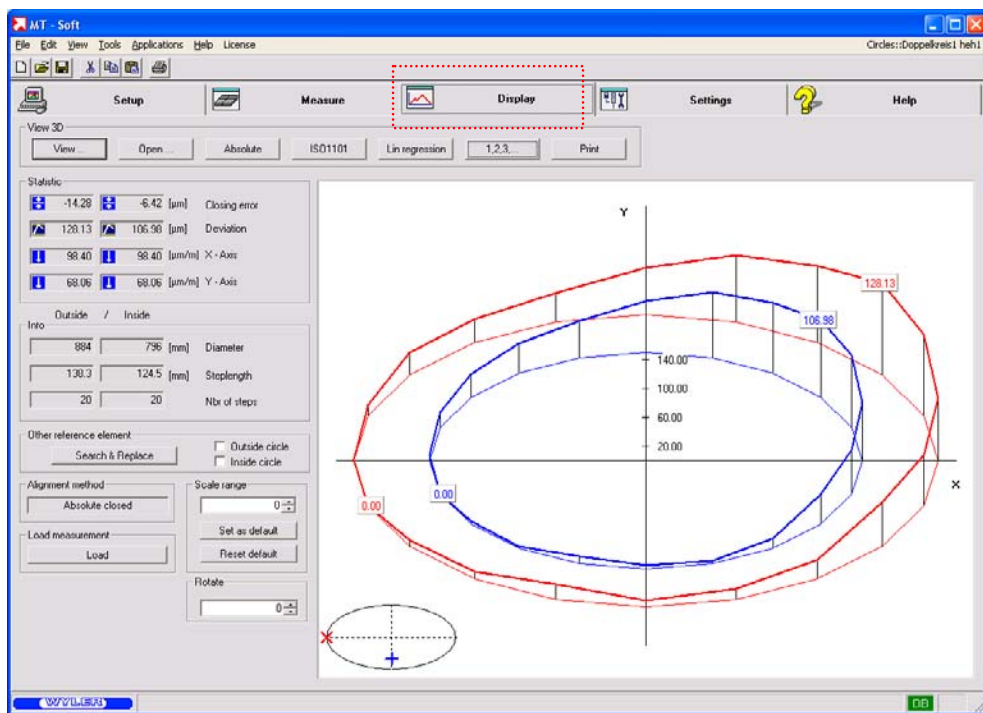 MT - Soft
File Edit View Tools Applications Help License
Circles::Doppelkreis1 heh1
Setup Measure Display Settings Help
View 3D
View ... Open ... Absolute ISO1101 Lin regression 1,2,3,... Print
Statistic
-14.28 -6.42 [µm] Closing error
128.13 106.98 [µm] Deviation
98.40 98.40 [µm/m] X - Axis
68.06 68.06 [µm/m] Y - Axis
Outside / Inside
Info
884 796 [mm] Diameter
138.3 124.5 [mm] Steplength
20 20 Nbr of steps
Other reference element
Search & Replace
Outside circle
Inside circle
Alignment method
Absolute closed
Load measurement
Load
Scale range
0
Set as default
Reset default
Rotate
0
Y
128.13
106.98
140.00
100.00
60.00
20.00
X
0.00
0.00
WYLER
DB